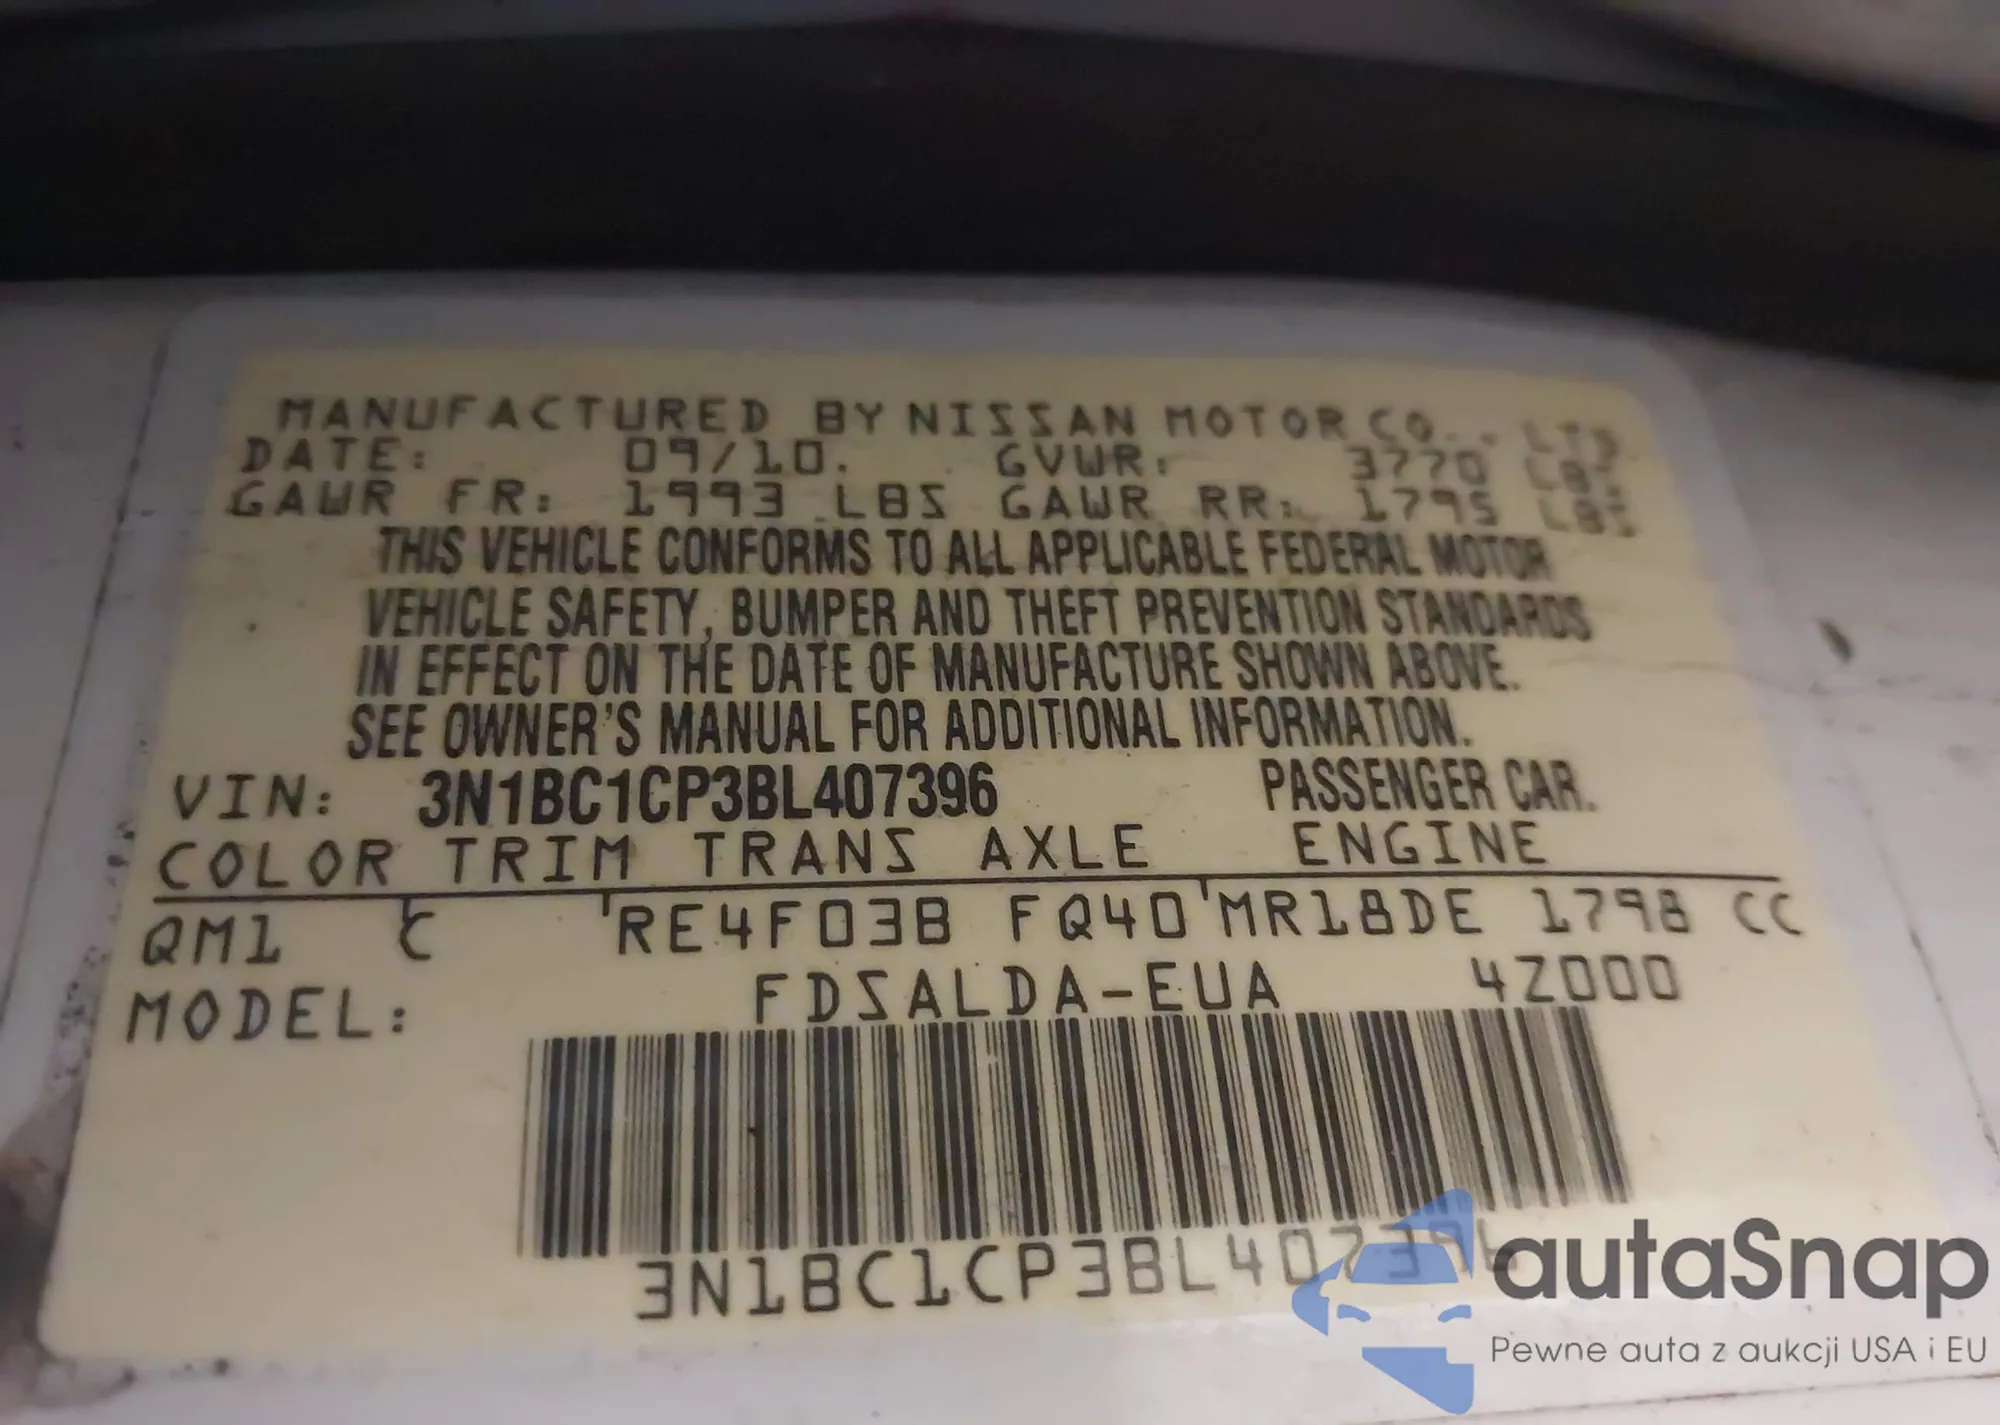 MANUFACTURED BY NISSAN MOTOR CO., LTD.
DATE: 09/10. GVWR: 3770 LBS
GAWR FR: 1993 LBS GAWR RR: 1795 LBS
THIS VEHICLE CONFORMS TO ALL APPLICABLE FEDERAL MOTOR
VEHICLE SAFETY, BUMPER AND THEFT PREVENTION STANDARDS
IN EFFECT ON THE DATE OF MANUFACTURE SHOWN ABOVE.
SEE OWNER'S MANUAL FOR ADDITIONAL INFORMATION.
VIN: 3N1BC1CP3BL407396 PASSENGER CAR.
COLOR TRIM TRANS AXLE ENGINE
QM1 C RE4F03B FQ40 MR18DE 1798 CC
MODEL: FDSALDA-EUA 4Z000
3N1BC1CP3BL407396
autaSnap
Pewne auta z aukcji USA i EU